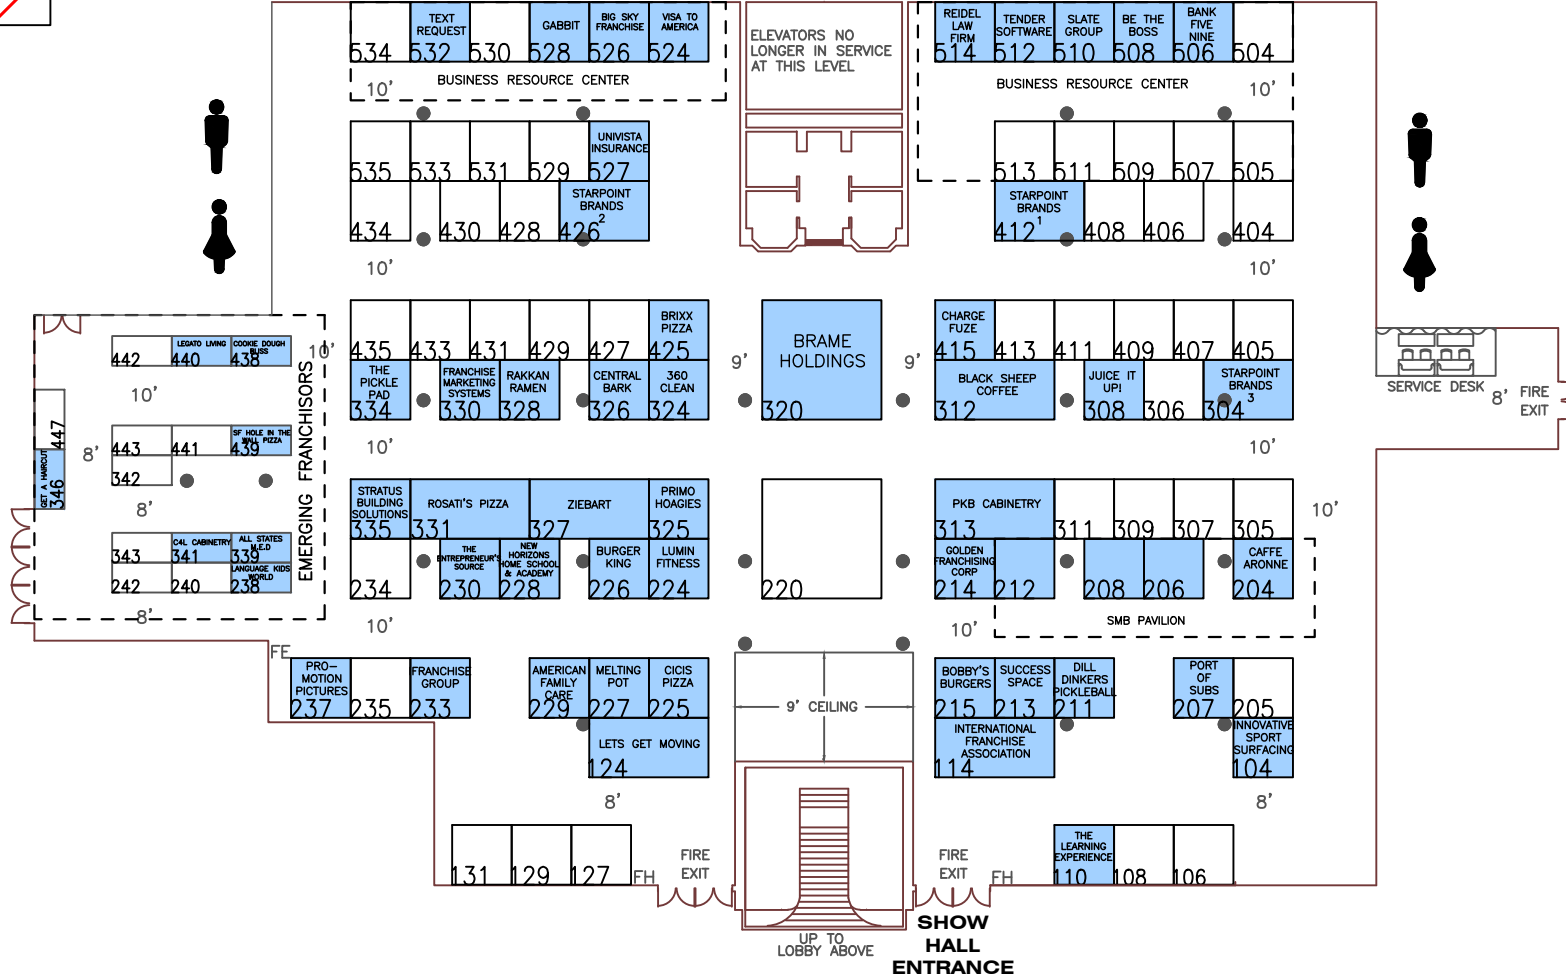 TEXT
REQUEST
GABBIT
BIG SKY
FRANCHISE
VISA TO
AMERICA
534
532
530
528
526
524
BUSINESS RESOURCE CENTER
10'
ELEVATORS NO
LONGER IN SERVICE
AT THIS LEVEL
REIDEL
LAW
FIRM
TENDER
SOFTWARE
SLATE
GROUP
BE THE
BOSS
BANK
FIVE
NINE
514
512
510
508
506
504
BUSINESS RESOURCE CENTER
10'
UNIVISTA
INSURANCE
535
533
531
529
527
513
511
509
507
505
STARPOINT
BRANDS
2
434
430
428
426
STARPOINT
BRANDS
1
412
408
406
404
10'
10'
BRIXX
PIZZA
435
433
431
429
427
425
THE
PICKLE
PAD
334
FRANCHISE
MARKETING
SYSTEMS
330
RAKKAN
RAMEN
328
CENTRAL
BARK
326
360
CLEAN
324
10'
9'
BRAME
HOLDINGS
320
9'
CHARGE
FUZE
415
413
411
409
407
405
BLACK SHEEP
COFFEE
312
JUICE IT
UP!
308
306
STARPOINT
BRANDS
3
304
10'
SERVICE DESK
8'
FIRE
EXIT
EMERGING FRANCHISORS
10'
442
LEGATO LIVING
440
COOKIE DOUGH
BLISS
438
10'
447
8'
443
441
SF HOLE IN THE
WALL PIZZA
439
342
GET A HAIRCUT
346
8'
343
C4L CABINETRY
341
ALL STATES
M.E.D
339
242
240
LANGUAGE KIDS
WORLD
238
8'
STRATUS
BUILDING
SOLUTIONS
335
ROSATI'S PIZZA
331
ZIEBART
327
PRIMO
HOAGIES
325
234
THE
ENTREPRENEUR'S
SOURCE
230
NEW
HORIZONS
HOME SCHOOL
& ACADEMY
228
BURGER
KING
226
LUMIN
FITNESS
224
10'
220
PKB CABINETRY
313
311
309
307
305
10'
GOLDEN
FRANCHISING
CORP
214
212
208
206
CAFFE
ARONNE
204
SMB PAVILION
10'
FE
PRO-
MOTION
PICTURES
237
235
FRANCHISE
GROUP
233
AMERICAN
FAMILY
CARE
229
MELTING
POT
227
CICIS
PIZZA
225
LETS GET MOVING
124
8'
9' CEILING
BOBBY'S
BURGERS
215
SUCCESS
SPACE
213
DILL
DINKERS
PICKLEBALL
211
PORT
OF
SUBS
207
205
INTERNATIONAL
FRANCHISE
ASSOCIATION
114
INNOVATIVE
SPORT
SURFACING
104
8'
131
129
127
FH
FIRE
EXIT
FIRE
EXIT
FH
THE
LEARNING
EXPERIENCE
110
108
106
UP TO
LOBBY ABOVE
SHOW
HALL
ENTRANCE